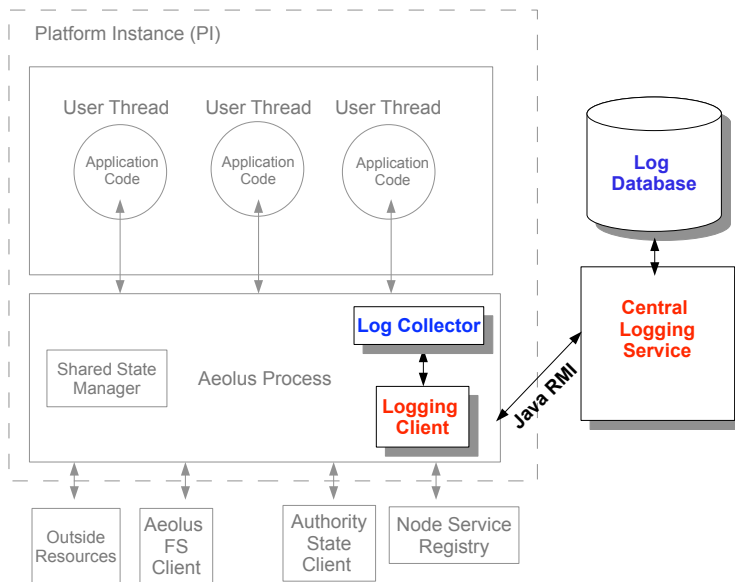 Platform Instance (PI)
User Thread
User Thread
User Thread
Application
Code
Application
Code
Application
Code
Log
Database
Log Collector
Central
Logging
Service
Shared State
Manager
Aeolus Process
Logging
Client
Java RMI
Outside
Resources
Aeolus
FS
Client
Authority
State
Client
Node Service
Registry